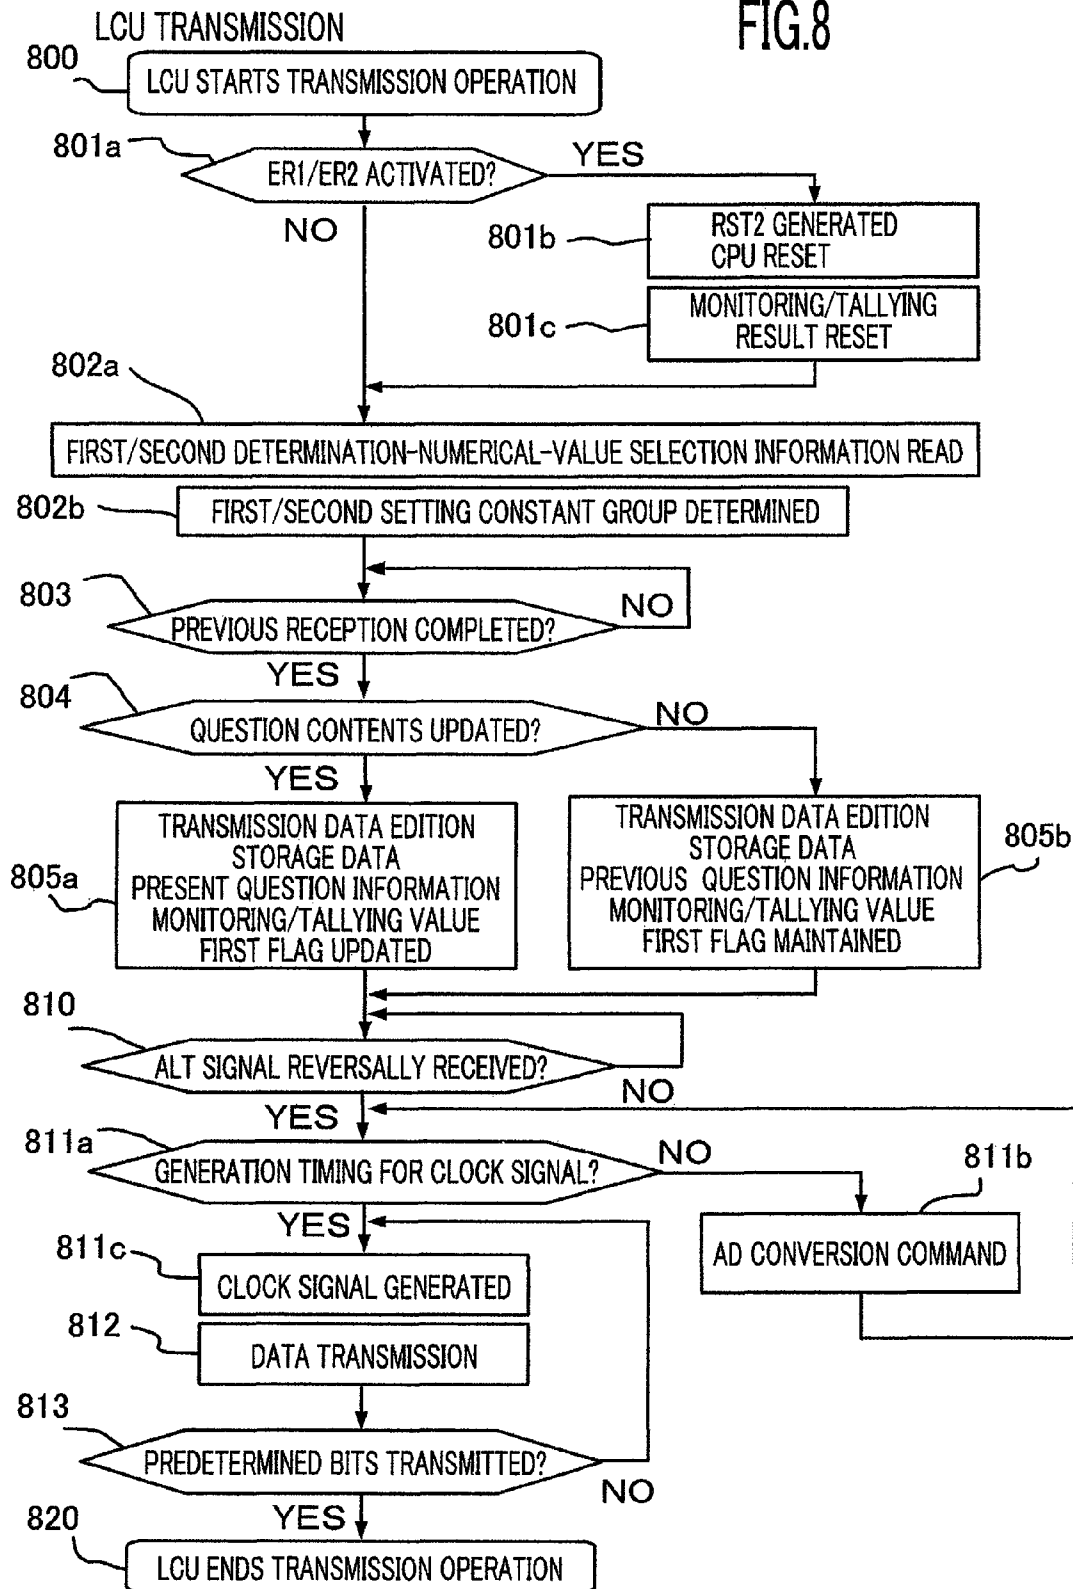 LCU TRANSMISSION
FIG.8
800
LCU STARTS TRANSMISSION OPERATION
801a
ER1/ER2 ACTIVATED?
YES
NO
801b
RST2 GENERATED
CPU RESET
801c
MONITORING/TALLYING
RESULT RESET
802a
FIRST/SECOND DETERMINATION-NUMERICAL-VALUE SELECTION INFORMATION READ
802b
FIRST/SECOND SETTING CONSTANT GROUP DETERMINED
803
PREVIOUS RECEPTION COMPLETED?
NO
YES
804
QUESTION CONTENTS UPDATED?
NO
YES
805a
TRANSMISSION DATA EDITION
STORAGE DATA
PRESENT QUESTION INFORMATION
MONITORING/TALLYING VALUE
FIRST FLAG UPDATED
TRANSMISSION DATA EDITION
STORAGE DATA
PREVIOUS QUESTION INFORMATION
MONITORING/TALLYING VALUE
FIRST FLAG MAINTAINED
805b
810
ALT SIGNAL REVERSALLY RECEIVED?
NO
YES
811a
GENERATION TIMING FOR CLOCK SIGNAL?
NO
811b
YES
AD CONVERSION COMMAND
811c
CLOCK SIGNAL GENERATED
812
DATA TRANSMISSION
813
PREDETERMINED BITS TRANSMITTED?
NO
YES
820
LCU ENDS TRANSMISSION OPERATION